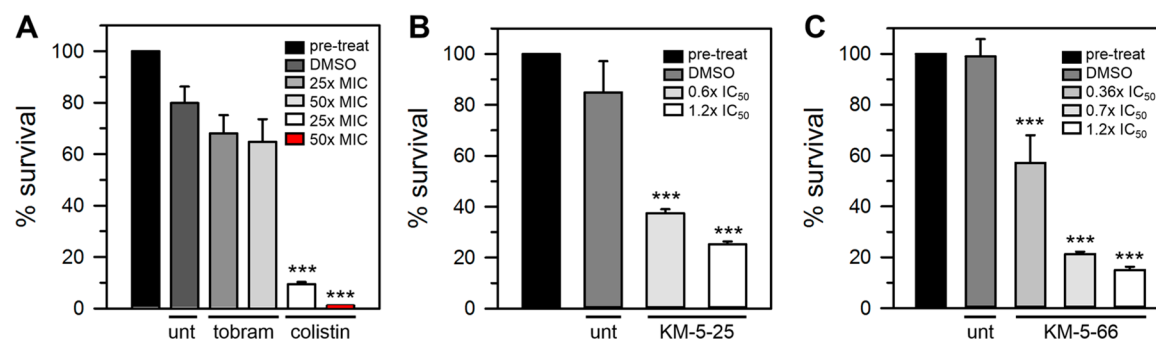 A
% survival
100
80
60
40
20
0
pre-treat
DMSO
25x MIC
50x MIC
25x MIC
50x MIC
***
***
unt tobram colistin
B
% survival
100
80
60
40
20
0
pre-treat
DMSO
0.6x IC50
1.2x IC50
***
***
unt KM-5-25
C
% survival
100
80
60
40
20
0
pre-treat
DMSO
0.36x IC50
0.7x IC50
1.2x IC50
***
***
***
unt KM-5-66